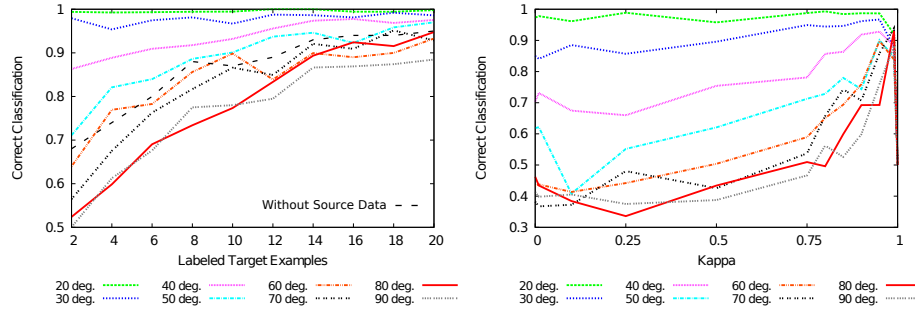 Correct Classification
1
0.9
0.8
0.7
0.6
0.5
Without Source Data
2 4 6 8 10 12 14 16 18 20
Labeled Target Examples
20 deg. 40 deg. 60 deg. 80 deg.
30 deg. 50 deg. 70 deg. 90 deg.
Correct Classification
1
0.9
0.8
0.7
0.6
0.5
0.4
0.3
0 0.25 0.5 0.75 1
Kappa
20 deg. 40 deg. 60 deg. 80 deg.
30 deg. 50 deg. 70 deg. 90 deg.